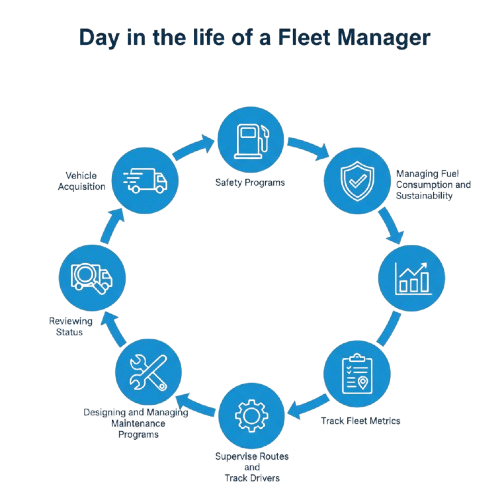 Day in the life of a Fleet Manager
Safety Programs
Managing Fuel
Consumption and
Sustainability
Track Fleet Metrics
Supervise Routes
and
Track Drivers
Designing and Managing
Maintenance
Programs
Reviewing
Status
Vehicle
Acquisition